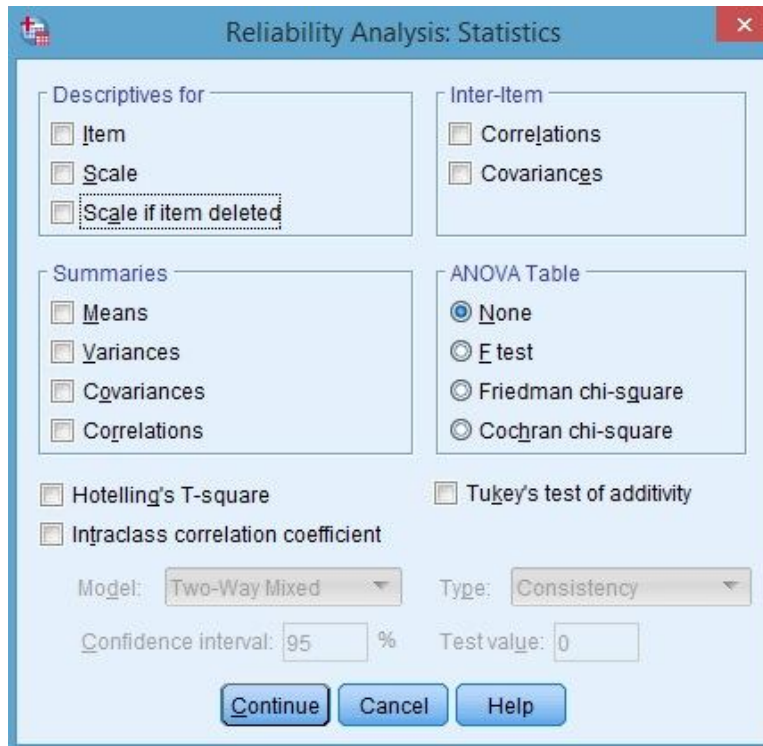 Reliability Analysis: Statistics
Descriptives for
Item
Scale
Scale if item deleted
Inter-Item
Correlations
Covariances
Summaries
Means
Variances
Covariances
Correlations
ANOVA Table
None
F test
Friedman chi-square
Cochran chi-square
Hotelling's T-square
Tukey's test of additivity
Intraclass correlation coefficient
Model: Two-Way Mixed Type: Consistency
Confidence interval: 95 % Test value: 0
Continue Cancel Help